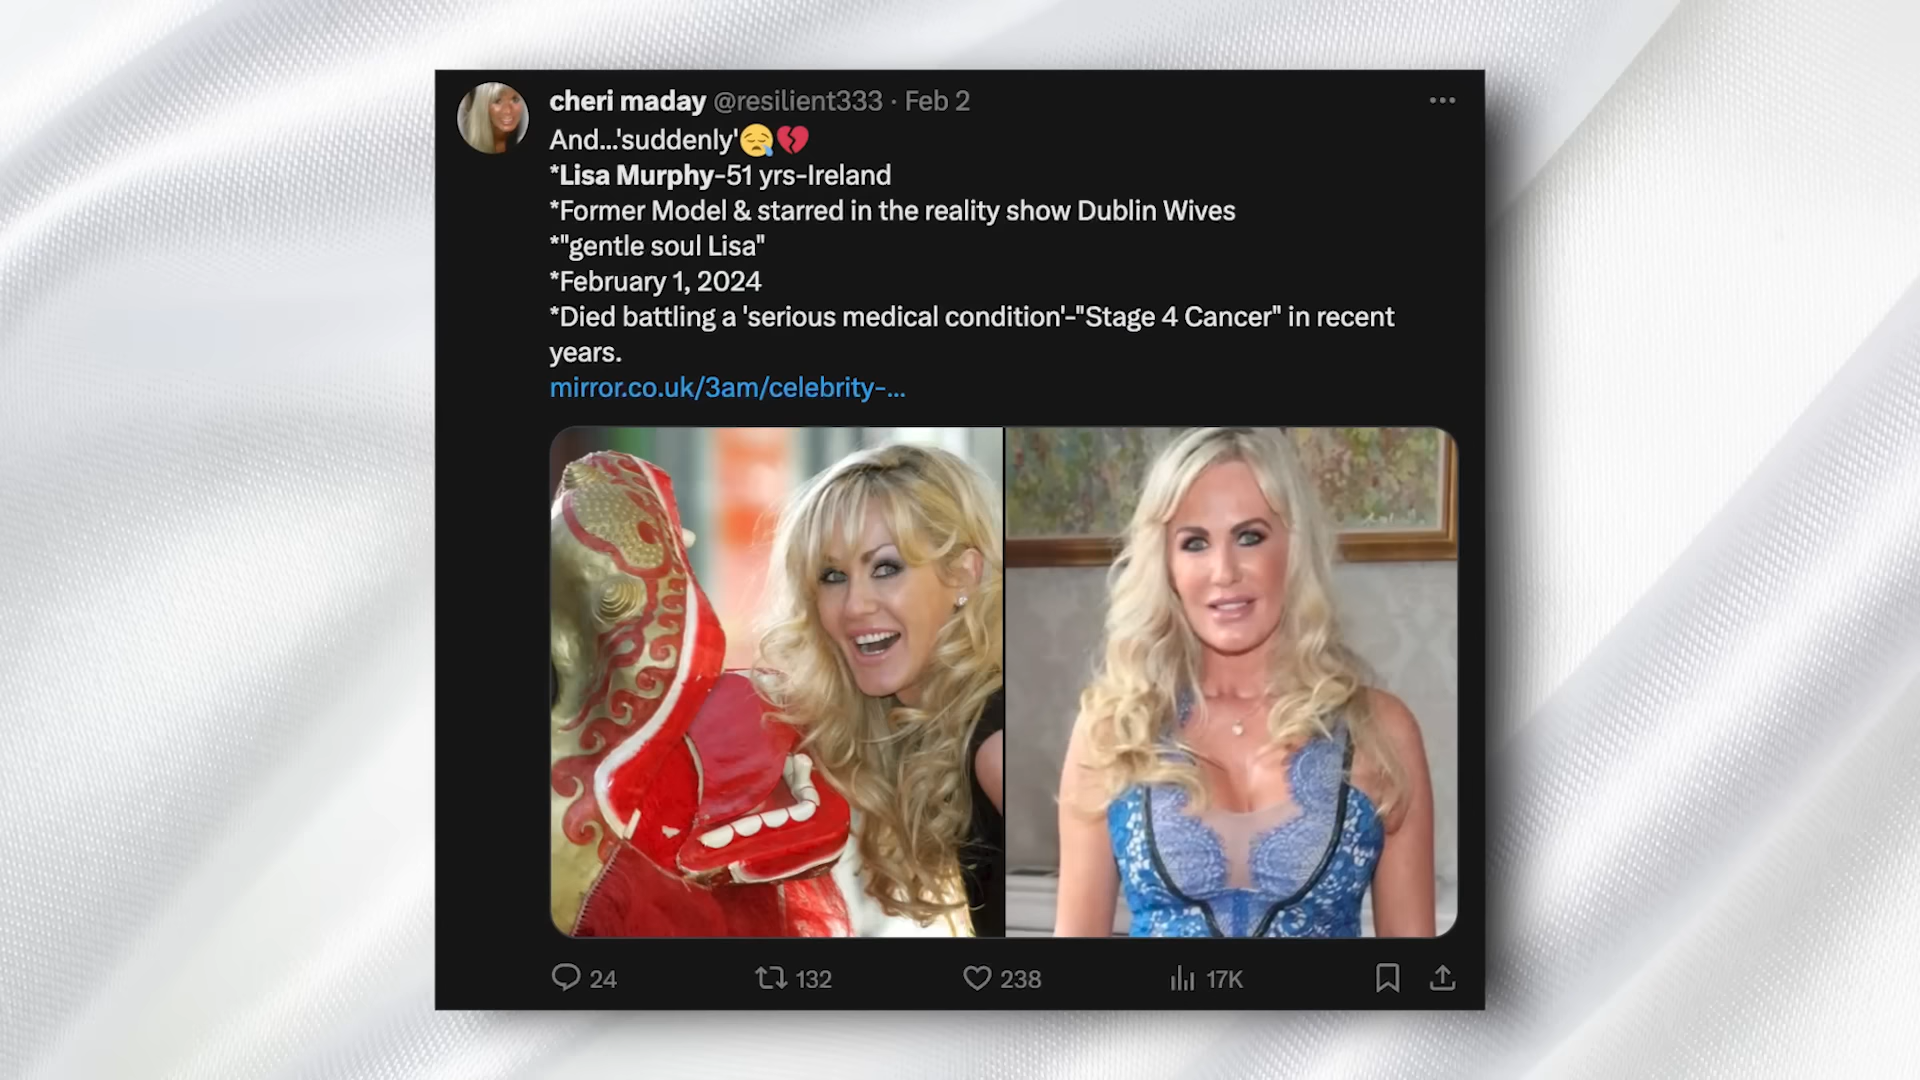 cheri maday @resilient333 · Feb 2
And...'suddenly'😪💔
*Lisa Murphy-51 yrs-Ireland
*Former Model & starred in the reality show Dublin Wives
*"gentle soul Lisa"
*February 1, 2024
*Died battling a 'serious medical condition'-"Stage 4 Cancer" in recent
years.
mirror.co.uk/3am/celebrity-...
24 132 238 17K